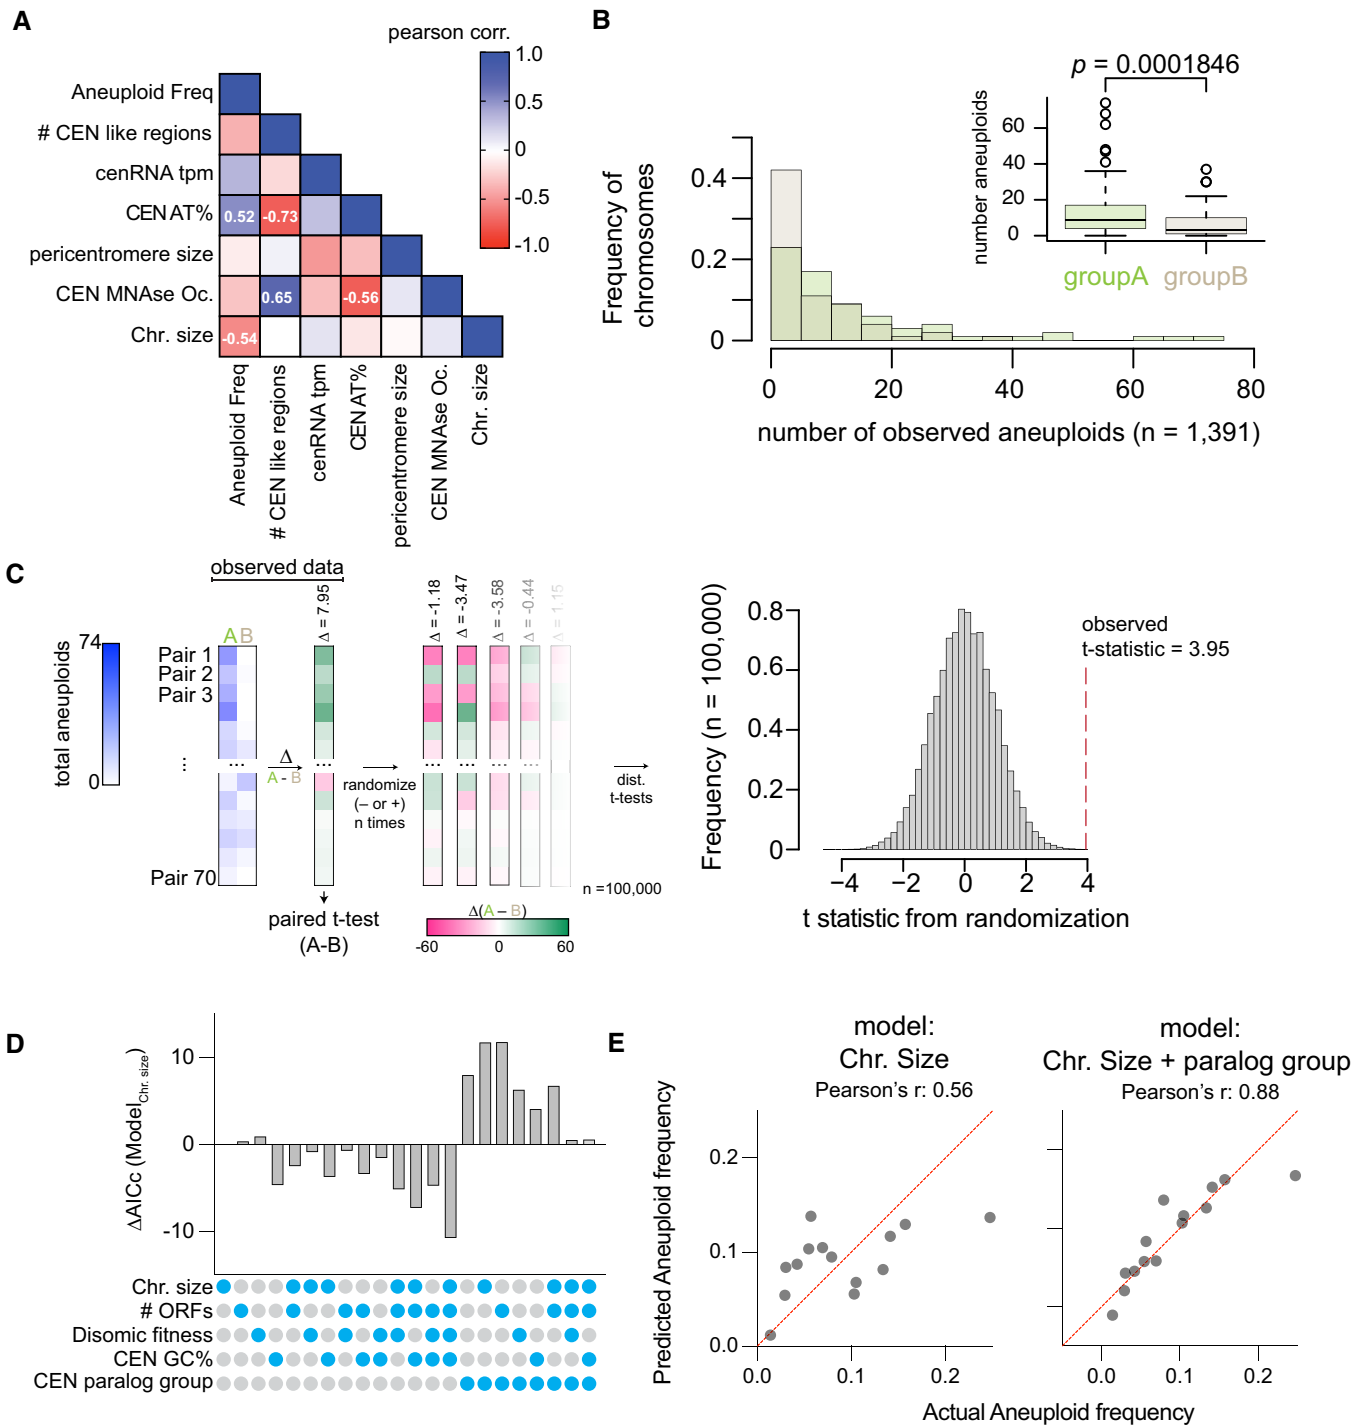 A
pearson corr.
1.0
0.5
0
-0.5
-1.0
Aneuploid Freq
# CEN like regions
cenRNA tpm
CEN AT%
0.52
-0.73
pericentromere size
CEN MNAse Oc.
0.65
-0.56
Chr. size
-0.54
Aneuploid Freq
# CEN like regions
cenRNA tpm
CEN AT%
pericentromere size
CEN MNAse Oc.
Chr. size
B
p = 0.0001846
number aneuploids
60
40
20
0
groupA
groupB
Frequency of
chromosomes
0.4
0.2
0
0
20
40
60
80
number of observed aneuploids (n = 1,391)
C
observed data
total aneuploids
74
0
A
B
Pair 1
Pair 2
Pair 3
...
...
Pair 70
Δ
A - B
Δ = 7.95
...
paired t-test
(A-B)
randomize
(– or +)
n times
Δ = -1.18
Δ = -3.47
Δ = -3.58
Δ = -0.44
Δ = 1.15
...
...
...
...
n =100,000
Δ(A – B)
-60
0
60
dist.
t-tests
Frequency (n = 100,000)
0.8
0.6
0.4
0.2
0
observed
t-statistic = 3.95
−4
−2
0
2
4
t statistic from randomization
D
ΔAICc (ModelChr. size)
10
0
-10
Chr. size
# ORFs
Disomic fitness
CEN GC%
CEN paralog group
E
model:
Chr. Size
Pearson's r: 0.56
model:
Chr. Size + paralog group
Pearson's r: 0.88
Predicted Aneuploid frequency
0.2
0.1
0.0
0.0
0.1
0.2
0.0
0.1
0.2
Actual Aneuploid frequency